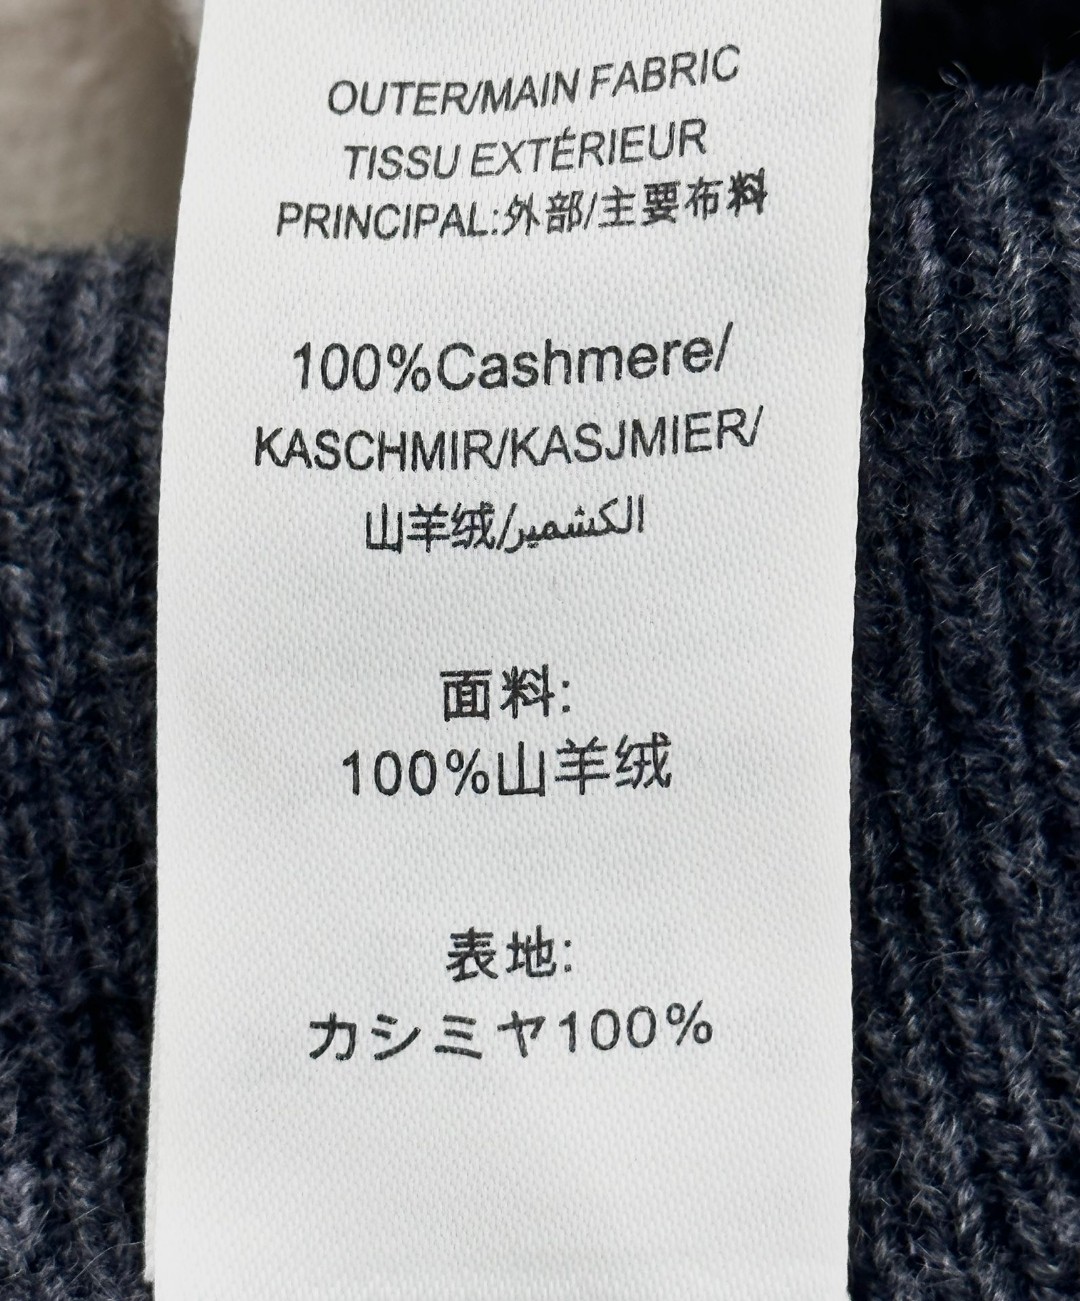 OUTER/MAIN FABRIC
TISSU EXTÉRIEUR
PRINCIPAL:外部/主要布料
100%Cashmere/
KASCHMIR/KASJMIER/
山羊绒/الكشمير
面料:
100%山羊绒
表地:
カシミヤ100%